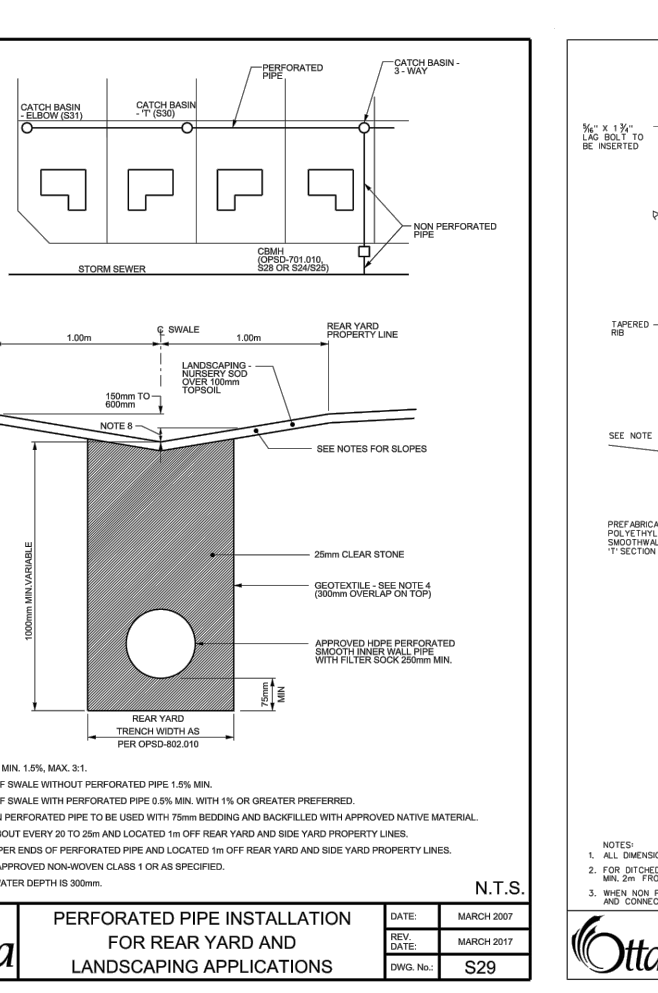 PERFORATED
PIPE
CATCH BASIN -
3 - WAY
CATCH BASIN
- ELBOW (S31)
CATCH BASIN
- 'T' (S30)
NON PERFORATED
PIPE
CBMH
(OPSD-701.010,
S28 OR S24/S25)
STORM SEWER
1.00m
℄ SWALE
1.00m
REAR YARD
PROPERTY LINE
LANDSCAPING -
NURSERY SOD
OVER 100mm
TOPSOIL
150mm TO
600mm
NOTE 8
SEE NOTES FOR SLOPES
1000mm MIN.VARIABLE
25mm CLEAR STONE
GEOTEXTILE - SEE NOTE 4
(300mm OVERLAP ON TOP)
APPROVED HDPE PERFORATED
SMOOTH INNER WALL PIPE
WITH FILTER SOCK 250mm MIN.
75mm
MIN
REAR YARD
TRENCH WIDTH AS
PER OPSD-802.010
MIN. 1.5%, MAX. 3:1.
F SWALE WITHOUT PERFORATED PIPE 1.5% MIN.
F SWALE WITH PERFORATED PIPE 0.5% MIN. WITH 1% OR GREATER PREFERRED.
N PERFORATED PIPE TO BE USED WITH 75mm BEDDING AND BACKFILLED WITH APPROVED NATIVE MATERIAL.
BOUT EVERY 20 TO 25m AND LOCATED 1m OFF REAR YARD AND SIDE YARD PROPERTY LINES.
PER ENDS OF PERFORATED PIPE AND LOCATED 1m OFF REAR YARD AND SIDE YARD PROPERTY LINES.
APPROVED NON-WOVEN CLASS 1 OR AS SPECIFIED.
ATER DEPTH IS 300mm.
N.T.S.
a
PERFORATED PIPE INSTALLATION
FOR REAR YARD AND
LANDSCAPING APPLICATIONS
DATE: MARCH 2007
REV.
DATE: MARCH 2017
DWG. No.: S29
5/16" X 1 3/4"
LAG BOLT TO
BE INSERTED
TAPERED
RIB
SEE NOTE
PREFABRICA
POLYETHYL
SMOOTHWAL
'T' SECTION
NOTES:
1. ALL DIMENSIO
2. FOR DITCHED
MIN. 2m FRO
3. WHEN NON P
AND CONNEC
Otta